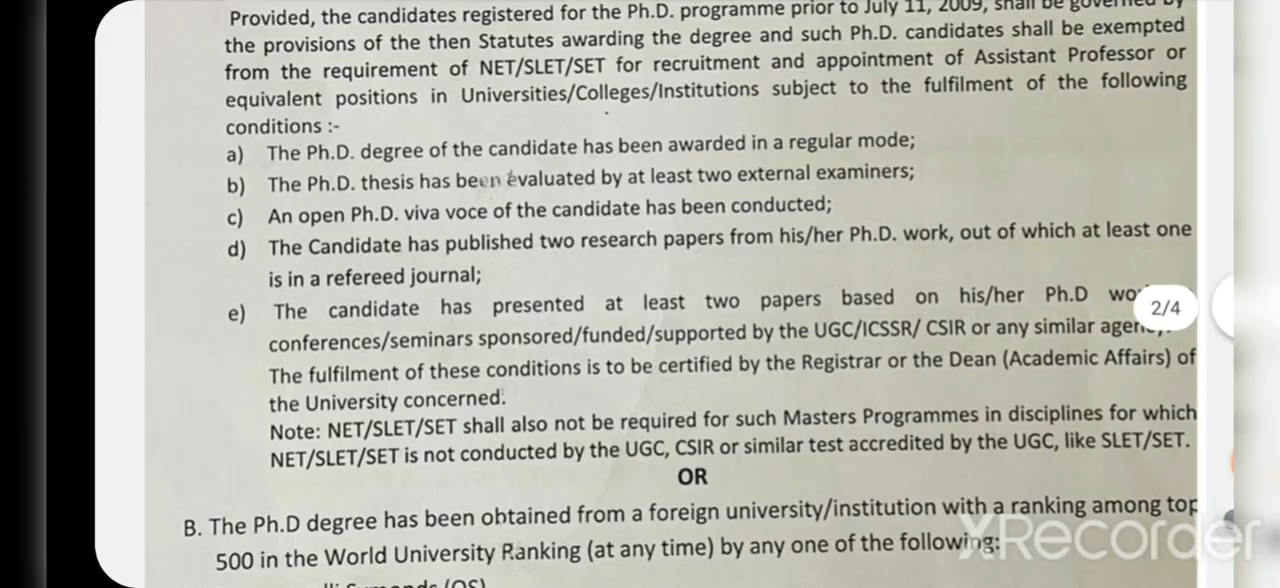 Provided, the candidates registered for the Ph.D. programme prior to July 11, 2009, shall be governed by
the provisions of the then Statutes awarding the degree and such Ph.D. candidates shall be exempted
from the requirement of NET/SLET/SET for recruitment and appointment of Assistant Professor or
equivalent positions in Universities/Colleges/Institutions subject to the fulfilment of the following
conditions :-
a) The Ph.D. degree of the candidate has been awarded in a regular mode;
b) The Ph.D. thesis has been evaluated by at least two external examiners;
c) An open Ph.D. viva voce of the candidate has been conducted;
d) The Candidate has published two research papers from his/her Ph.D. work, out of which at least one
is in a refereed journal;
e) The candidate has presented at least two papers based on his/her Ph.D
2/4
conferences/seminars sponsored/funded/supported by the UGC/ICSSR/ CSIR or any similar
The fulfilment of these conditions is to be certified by the Registrar or the Dean (Academic Affairs) of
the University concerned.
Note: NET/SLET/SET shall also not be required for such Masters Programmes in disciplines for which
NET/SLET/SET is not conducted by the UGC, CSIR or similar test accredited by the UGC, like SLET/SET.
OR
B. The Ph.D degree has been obtained from a foreign university/institution with a ranking among top
500 in the World University Ranking (at any time) by any one of the following:
XRecorder
(QS)